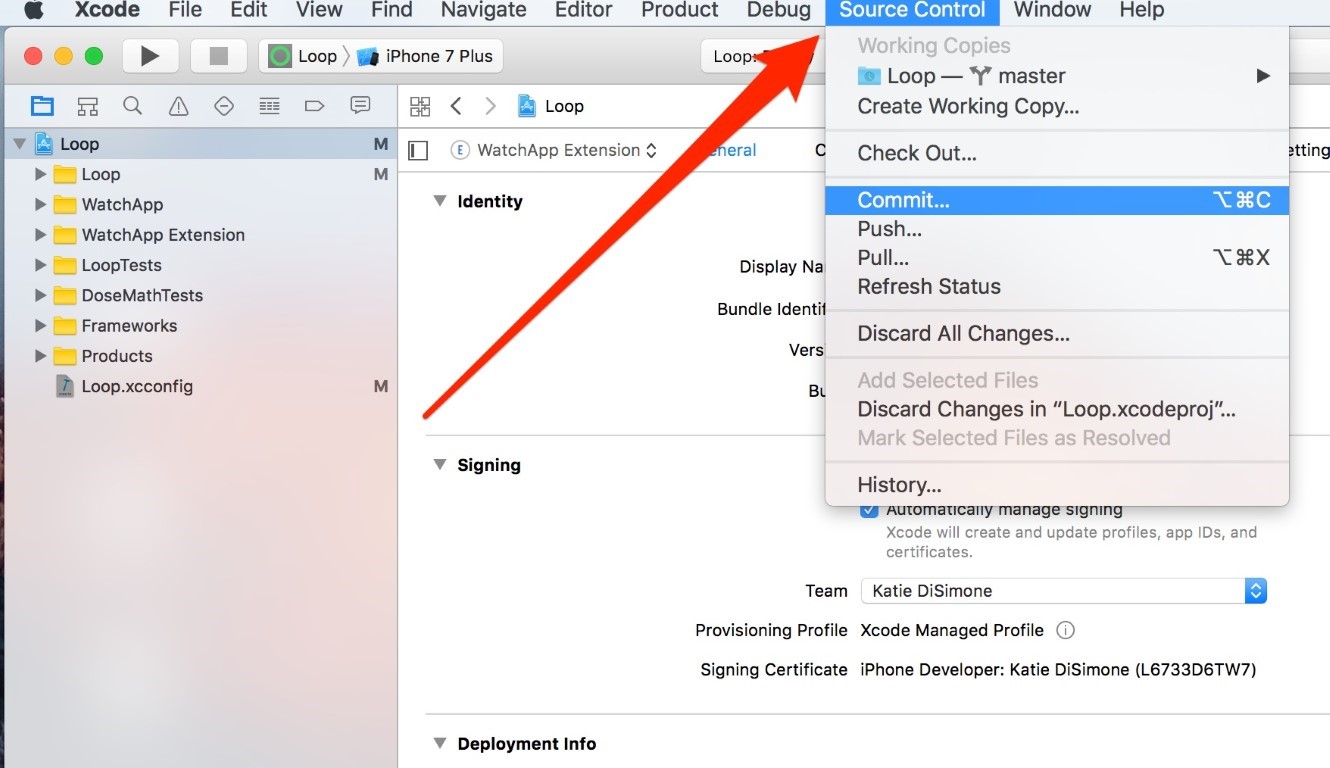 Xcode File Edit View Find Navigate Editor Product Debug Source Control Window Help
Loop iPhone 7 Plus
Loop:
Loop
E WatchApp Extension
Loop M
Loop M
WatchApp
WatchApp Extension
LoopTests
DoseMathTests
Frameworks
Products
Loop.xcconfig M
Identity
Display Na
Bundle Identif
Vers
Bu
Signing
Automatically manage signing
Xcode will create and update profiles, app IDs, and
certificates.
Team Katie DiSimone
Provisioning Profile Xcode Managed Profile
Signing Certificate iPhone Developer: Katie DiSimone (L6733D6TW7)
Deployment Info
Working Copies
Loop — master
Create Working Copy...
Check Out...
Commit... ⌥⌘C
Push...
Pull... ⌥⌘X
Refresh Status
Discard All Changes...
Add Selected Files
Discard Changes in “Loop.xcodeproj”...
Mark Selected Files as Resolved
History...